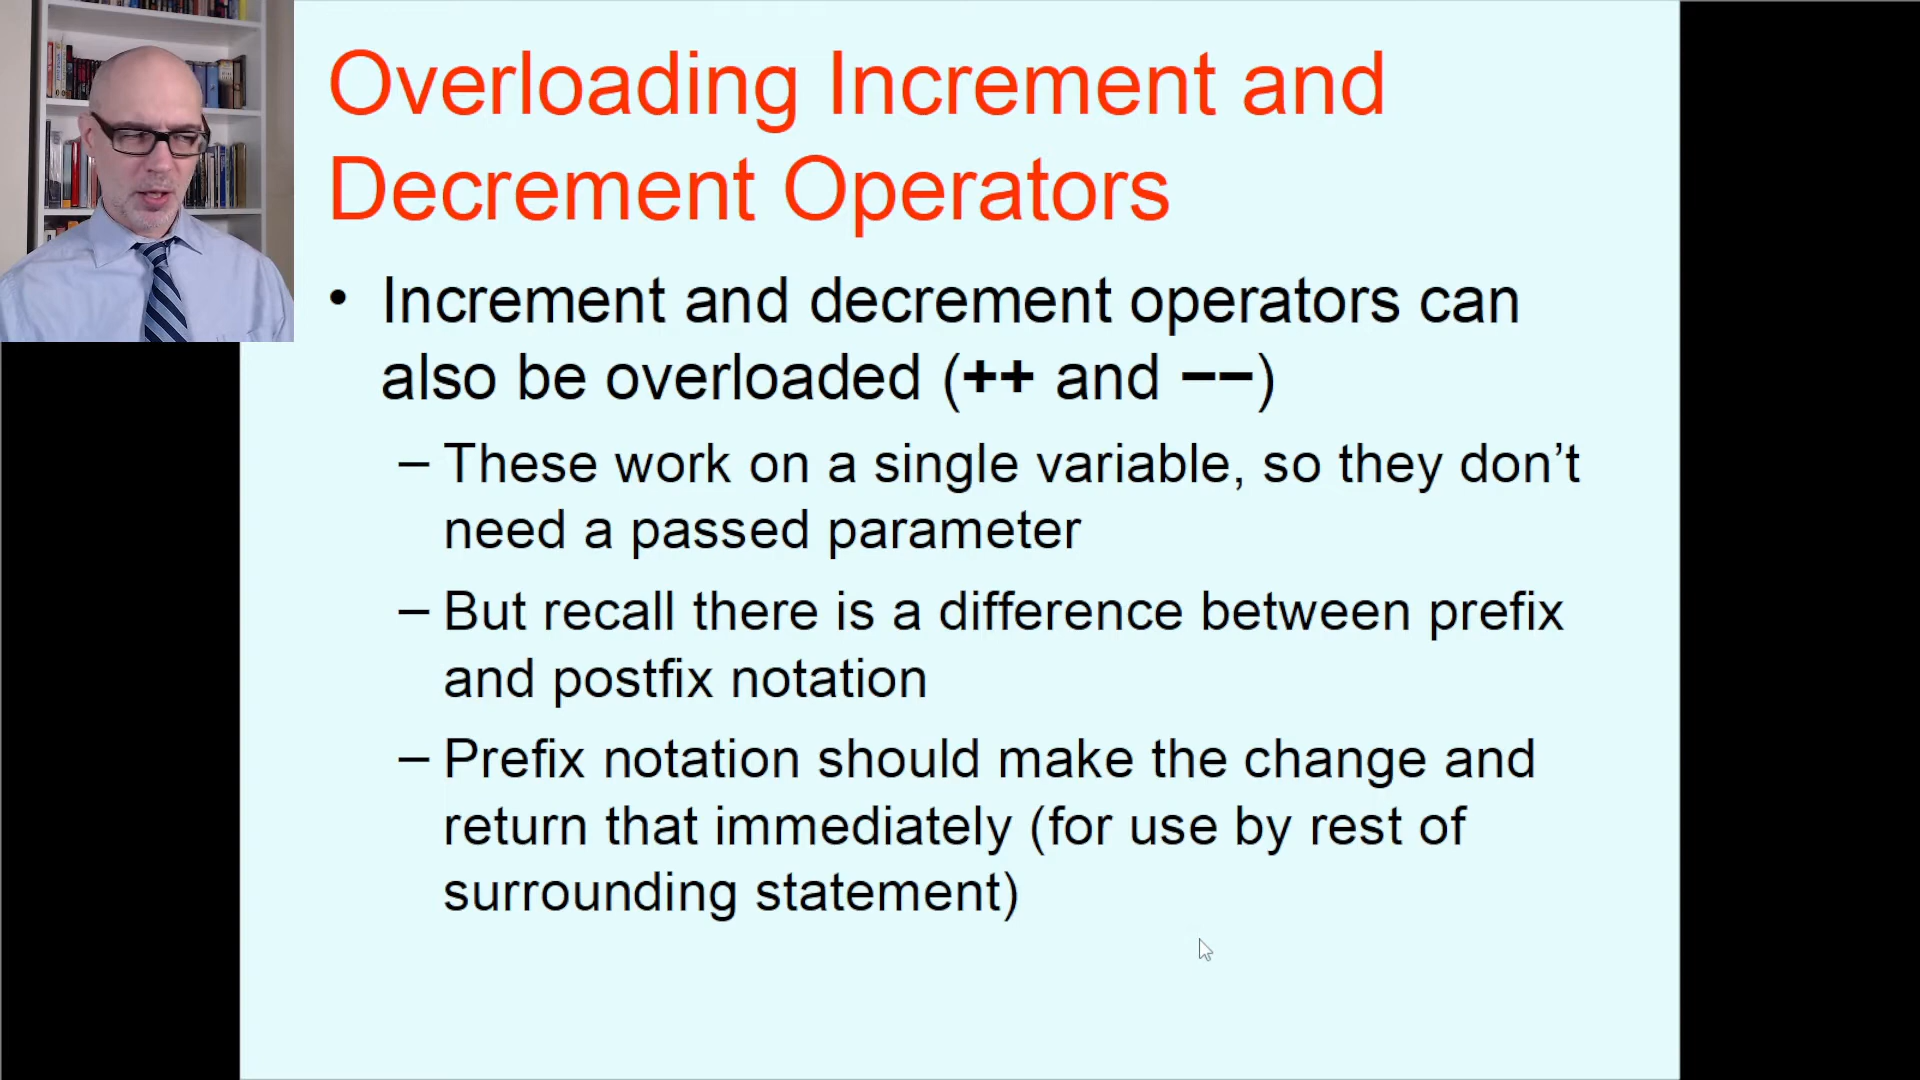 Overloading Increment and
Decrement Operators
• Increment and decrement operators can
also be overloaded (++ and −−)
– These work on a single variable, so they don’t
need a passed parameter
– But recall there is a difference between prefix
and postfix notation
– Prefix notation should make the change and
return that immediately (for use by rest of
surrounding statement)